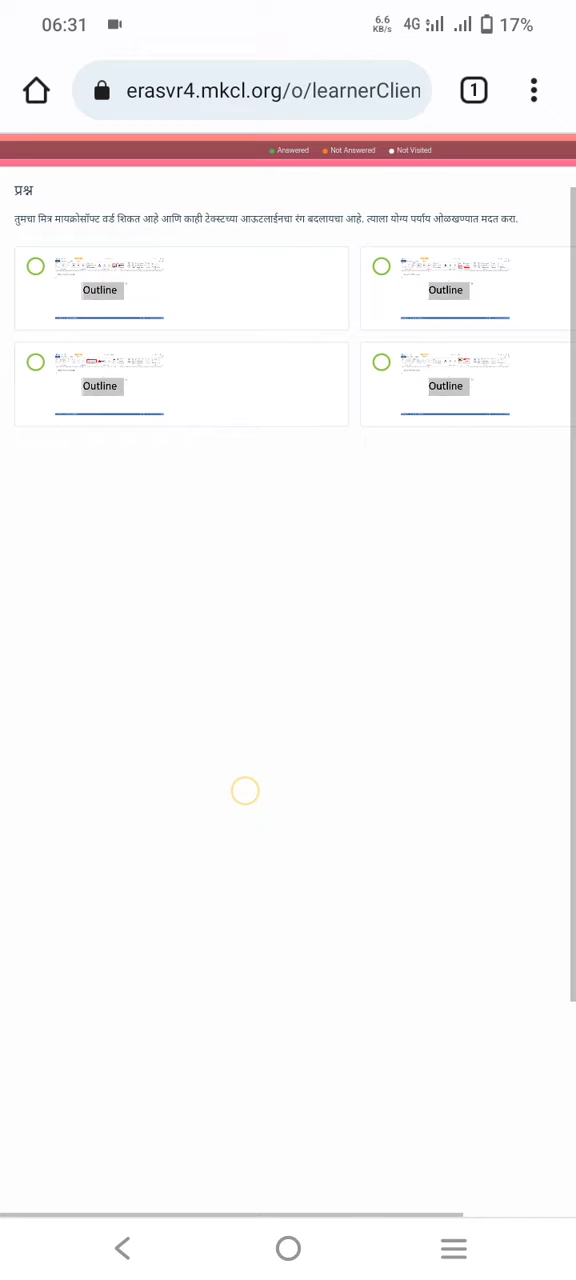 06:31
6.6 KB/s 4G 17%
erasvr4.mkcl.org/o/learnerClien
1
Answered Not Answered Not Visited
प्रश्न
तुमचा मित्र मायक्रोसॉफ्ट वर्ड शिकत आहे आणि काही टेक्स्टच्या आऊटलाईनचा रंग बदलायचा आहे. त्याला योग्य पर्याय ओळखण्यात मदत करा.
Outline
Outline
Outline
Outline